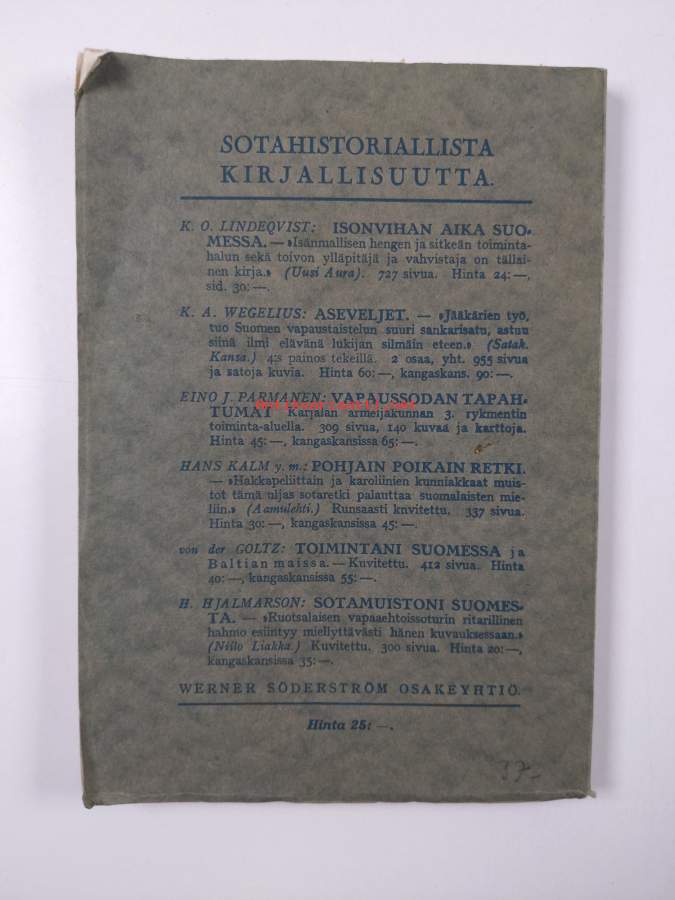 SOTAHISTORIALLISTA
KIRJALLISUUTTA.
K. O. LINDEQVIST: ISONVIHAN AIKA SUO-
MESSA. — »Isänmallisen hengen ja sitkeän toiminta-
halun sekä toivon ylläpitäjä ja vahvistaja on tällai-
nen kirja.» (Uusi Aura). 727 sivua. Hinta 24: —,
sid. 30: —.
K. A. WEGELIUS: ASEVELJET. — »Jääkärien työ,
tuo Suomen vapaustaistelun suuri sankarisatu, astuu
siinä ilmi elävänä lukijan silmäin eteen.» (Satak.
Kansa.) 4:s painos tekeillä. 2 osaa, yht. 955 sivua
ja satoja kuvia. Hinta 60: —, kangaskans. 90: —.
EINO J. PARMANEN: VAPAUSSODAN TAPAH-
TUMAT Karjalan armeijakunnan 3. rykmentin
toiminta-aluella. 309 sivua, 140 kuvaa ja karttoja.
Hinta 45: —, kangaskansissa 65: —.
HANS KALM y. m.: POHJAIN POIKAIN RETKI.
— »Hakkapeliittain ja karoliinien kunniakkaat muis-
tot tämä uljas sotaretki palauttaa suomalaisten mie-
liin.» (Aamulehti.) Runsaasti kuvitettu. 337 sivua.
Hinta 30: —, kangaskansissa 45: —.
von der GOLTZ: TOIMINTANI SUOMESSA ja
Baltian maissa. — Kuvitettu. 412 sivua. Hinta
40: —, kangaskansissa 55: —.
H. HJALMARSON: SOTAMUISTONI SUOMES-
TA. — »Ruotsalaisen vapaaehtoissoturin ritarillinen
hahmo esiintyy miellyttävästi hänen kuvauksessaan.»
(Niilo Liakka.) Kuvitettu. 300 sivua. Hinta 20: —,
kangaskansissa 35: —.
WERNER SÖDERSTRÖM OSAKEYHTIÖ.
Hinta 25: —.